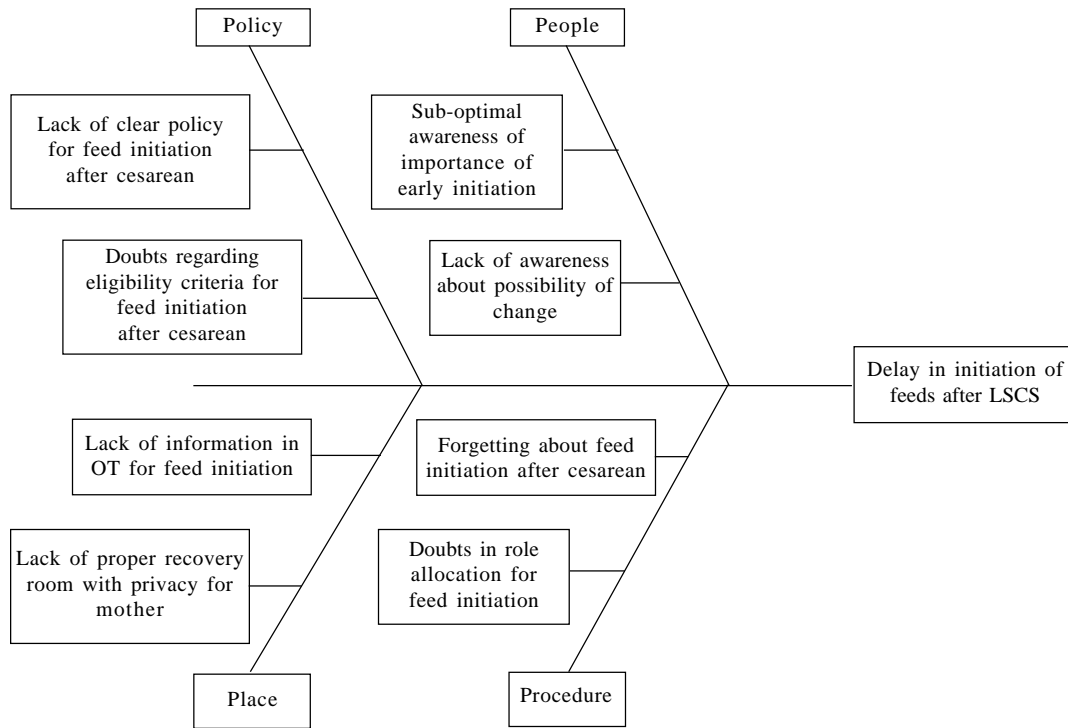 Policy
People
Lack of clear policy
for feed initiation
after cesarean
Sub-optimal
awareness of
importance of
early initiation
Doubts regarding
eligibility criteria for
feed initiation
after cesarean
Lack of awareness
about possibility of
change
Delay in initiation of
feeds after LSCS
Lack of information in
OT for feed initiation
Forgetting about feed
initiation after cesarean
Lack of proper recovery
room with privacy for
mother
Doubts in role
allocation for
feed initiation
Place
Procedure